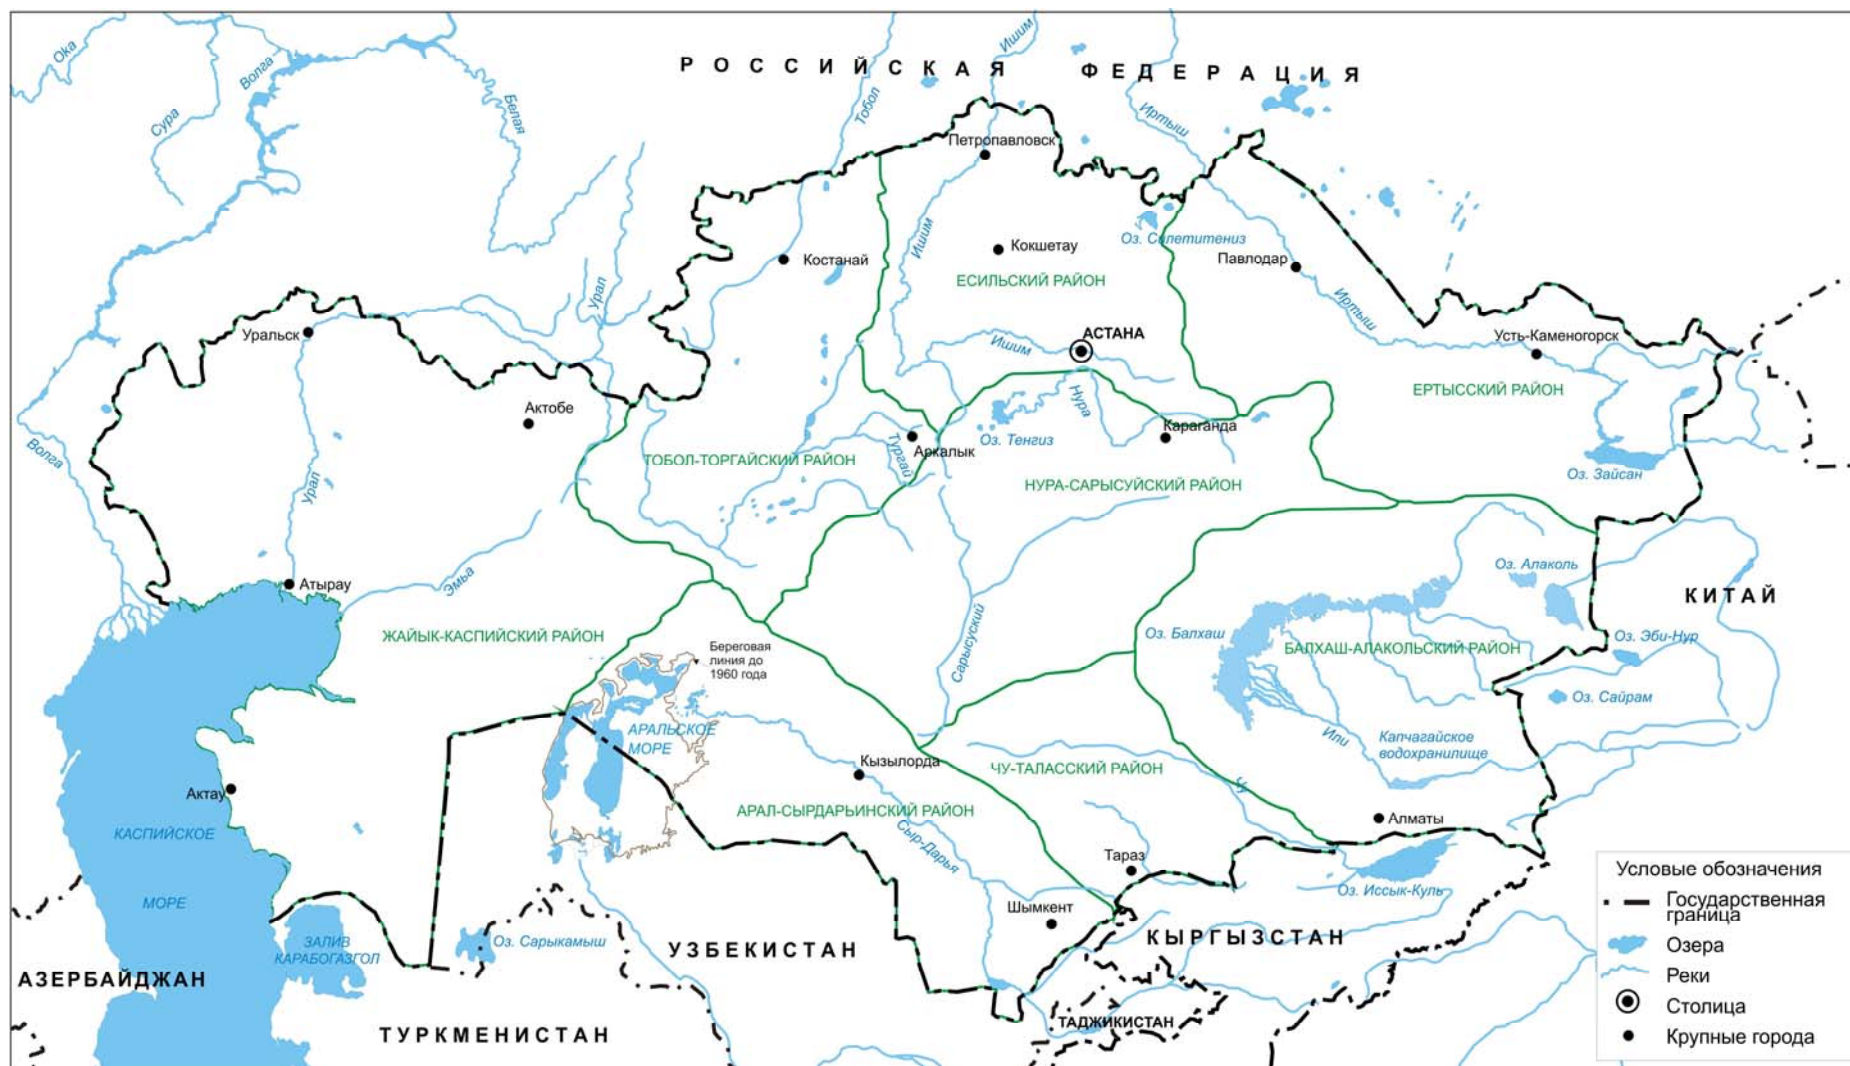 РОССИЙСКАЯ ФЕДЕРАЦИЯ
Ока
Волга
Сура
Белая
Тобол
Ишим
Иртыш
Петропавловск
Ишим
Кокшетау
Костанай
ЕСИЛЬСКИЙ РАЙОН
Оз. Силетитениз
Павлодар
Иртыш
Урал
Уральск
АСТАНА
Ишим
Усть-Каменогорск
ЕРТЫССКИЙ РАЙОН
Актобе
Нура
Караганда
Оз. Тенгиз
Аркалык
Тургай
ТОБОЛ-ТОРГАЙСКИЙ РАЙОН
Волга
Урал
НУРА-САРЫСУЙСКИЙ РАЙОН
Оз. Зайсан
Атырау
Эмьа
Оз. Алаколь
КИТАЙ
ЖАЙЫК-КАСПИЙСКИЙ РАЙОН
Береговая
линия до
1960 года
Сарысуский
Оз. Балхаш
БАЛХАШ-АЛАКОЛЬСКИЙ РАЙОН
Оз. Эби-Нур
Оз. Сайрам
АРАЛЬСКОЕ
МОРЕ
Или
Капчагайское
водохранилище
Кызылорда
ЧУ-ТАЛАССКИЙ РАЙОН
Чу
Актау
АРАЛ-СЫРДАРЬИНСКИЙ РАЙОН
Алматы
КАСПИЙСКОЕ
МОРЕ
Сыр-Дарья
Тараз
Оз. Иссык-Куль
Шымкент
ЗАЛИВ
КАРАБОГАЗГОЛ
Оз. Сарыкамыш
УЗБЕКИСТАН
КЫРГЫЗСТАН
АЗЕРБАЙДЖАН
ТУРКМЕНИСТАН
ТАДЖИКИСТАН
Условые обозначения
Государственная
граница
Озера
Реки
Столица
Крупные города